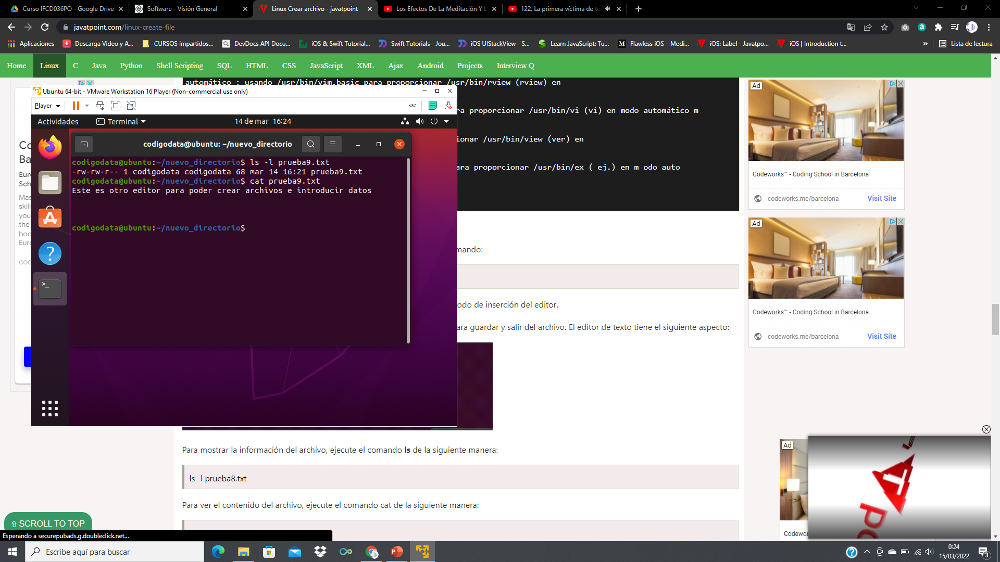 Curso IFCD036PO - Google Drive
Software - Visión General
Linux Crear archivo - javatpoint
Los Efectos De La Meditación Y L
122. La primera víctima de to
javatpoint.com/linux-create-file
Aplicaciones
Descarga Video y A...
CURSOS impartidos...
DevDocs API Docu...
iOS & Swift Tutorial...
Swift Tutorials - Jou...
iOS UIStackView - S...
Learn JavaScript: Tu...
Flawless iOS – Medi...
iOS: Label - Javatpo...
iOS | Introduction t...
»
Lista de lectura
Home Linux C Java Python Shell Scripting SQL HTML CSS JavaScript XML Ajax Android Projects Interview Q
automático : usando /usr/bin/vim.basic para proporcionar /usr/bin/rview (rview) en
ra proporcionar /usr/bin/vi (vi) en modo automático m
ionar /usr/bin/view (ver) en
ara proporcionar /usr/bin/ex ( ej.) en m odo auto
Ubuntu 64-bit - VMware Workstation 16 Player (Non-commercial use only)
Player
Actividades
Terminal
14 de mar 16:24
codigodata@ubuntu: ~/nuevo_directorio
codigodata@ubuntu:~/nuevo_directorio$ ls -l prueba9.txt
-rw-rw-r-- 1 codigodata codigodata 68 mar 14 16:21 prueba9.txt
codigodata@ubuntu:~/nuevo_directorio$ cat prueba9.txt
Este es otro editor para poder crear archivos e introducir datos
codigodata@ubuntu:~/nuevo_directorio$
Co
Ba
Euro
Sch
Mas
skill
you
the
boo
Euro
coc
mando:
odo de inserción del editor.
ara guardar y salir del archivo. El editor de texto tiene el siguiente aspecto:
Para mostrar la información del archivo, ejecute el comando ls de la siguiente manera:
ls -l prueba8.txt
Para ver el contenido del archivo, ejecute el comando cat de la siguiente manera:
Ad
Codeworks™ - Coding School in Barcelona
codeworks.me/barcelona
Visit Site
Ad
Codeworks™ - Coding School in Barcelona
codeworks.me/barcelona
Visit Site
Ad
Codewor
⇧ SCROLL TO TOP
Esperando a securepubads.g.doubleclick.net...
Escribe aquí para buscar
0:24
15/03/2022
3